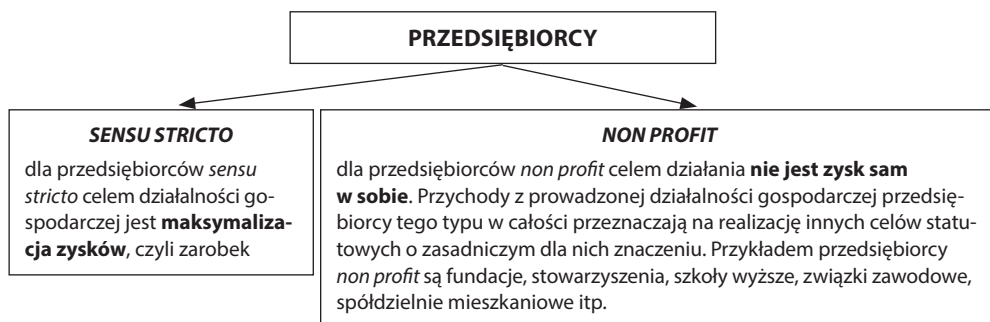 PRZEDSIĘBIORCY
SENSU STRICTO
dla przedsiębiorców sensu
stricto celem działalności go-
spodarczej jest maksymaliza-
cja zysków, czyli zarobek
NON PROFIT
dla przedsiębiorców non profit celem działania nie jest zysk sam
w sobie. Przychody z prowadzonej działalności gospodarczej przedsię-
biorcy tego typu w całości przeznaczają na realizację innych celów statu-
towych o zasadniczym dla nich znaczeniu. Przykładem przedsiębiorcy
non profit są fundacje, stowarzyszenia, szkoły wyższe, związki zawodowe,
spółdzielnie mieszkaniowe itp.